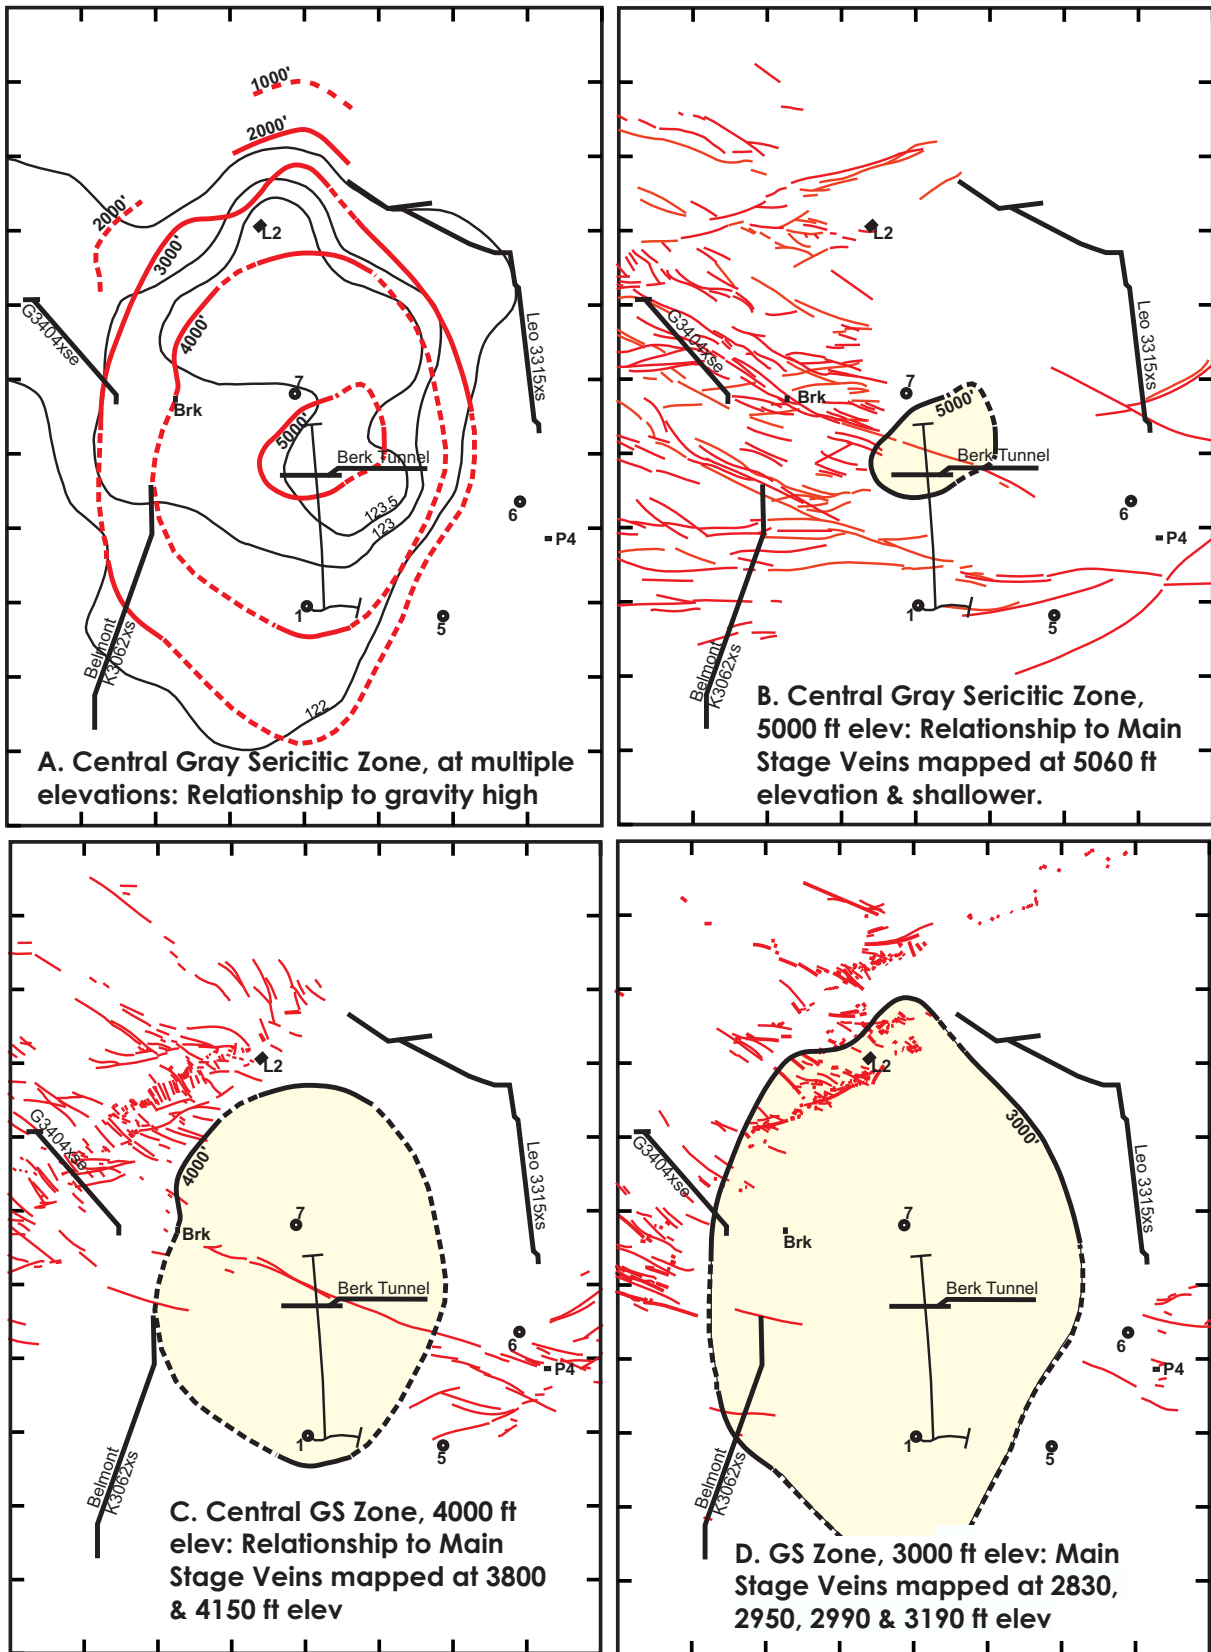 1000'
2000'
2000'
3000'
L2
G3404xse
4000'
7
Brk
5000'
Berk Tunnel
Leo 3315xs
123.5
123
6
P4
1
5
Belmont
K3062xs
122
A. Central Gray Sericitic Zone, at multiple
elevations: Relationship to gravity high
L2
G3404xse
Leo 3315xs
7
Brk
5000'
Berk Tunnel
6
P4
1
5
Belmont
K3062xs
B. Central Gray Sericitic Zone,
5000 ft elev: Relationship to Main
Stage Veins mapped at 5060 ft
elevation & shallower.
L2
G3404xse
4000'
Leo 3315xs
7
Brk
Berk Tunnel
6
P4
1
5
Belmont
K3062xs
C. Central GS Zone, 4000 ft
elev: Relationship to Main
Stage Veins mapped at 3800
& 4150 ft elev
L2
3000'
G3404xse
Leo 3315xs
7
Brk
Berk Tunnel
6
P4
1
5
Belmont
K3062xs
D. GS Zone, 3000 ft elev: Main
Stage Veins mapped at 2830,
2950, 2990 & 3190 ft elev